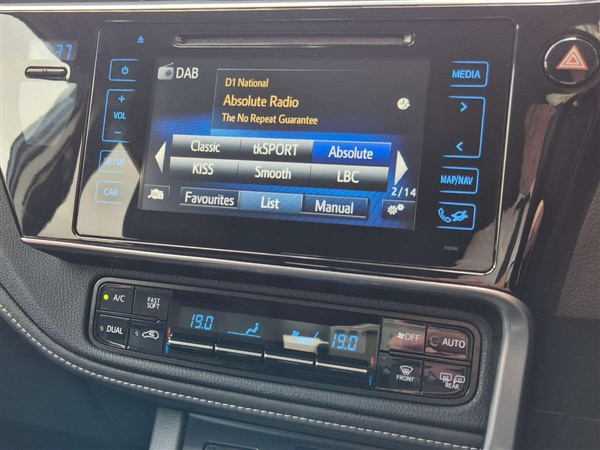 :37
DAB
D1 National
Absolute Radio
The No Repeat Guarantee
Classic
tkSPORT
Absolute
KISS
Smooth
LBC
2/14
Favourites
List
Manual
+
VOL
−
SETUP
CAR
MEDIA
MAP/NAV
A/C
FAST
SOFT
DUAL
19.0
19.0
OFF
AUTO
FRONT
REAR